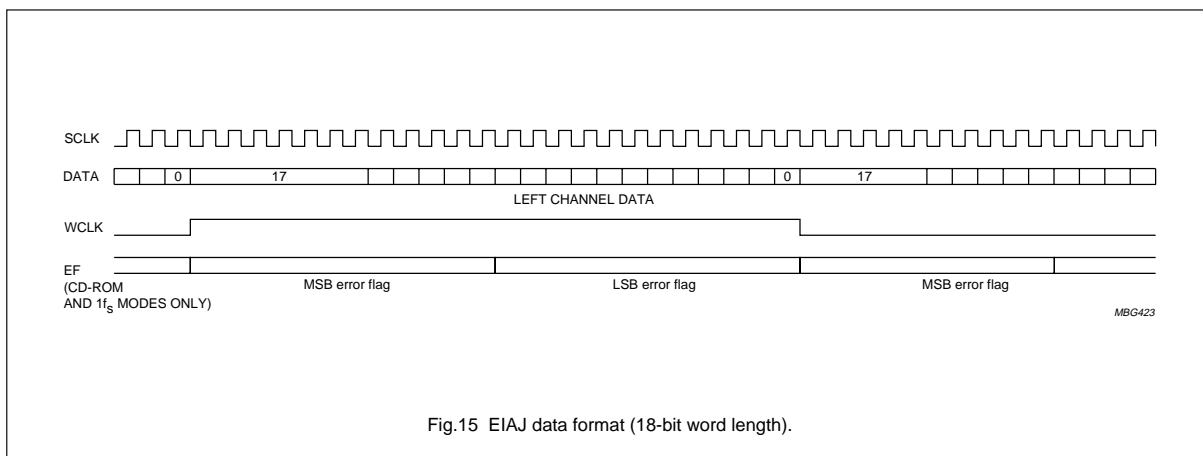 SCLK
DATA 0 17 0 17
LEFT CHANNEL DATA
WCLK
EF
(CD-ROM
AND 1fs MODES ONLY)
MSB error flag LSB error flag MSB error flag
MBG423
Fig.15 EIAJ data format (18-bit word length).